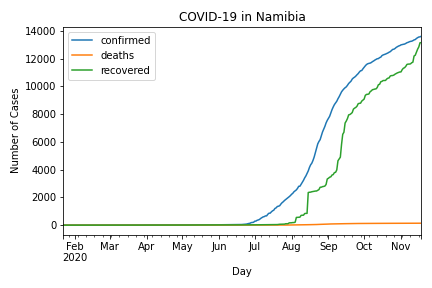 COVID-19 in Namibia
14000
12000
10000
8000
6000
4000
2000
0
Number of Cases
confirmed
deaths
recovered
Feb Mar Apr May Jun Jul Aug Sep Oct Nov
2020
Day